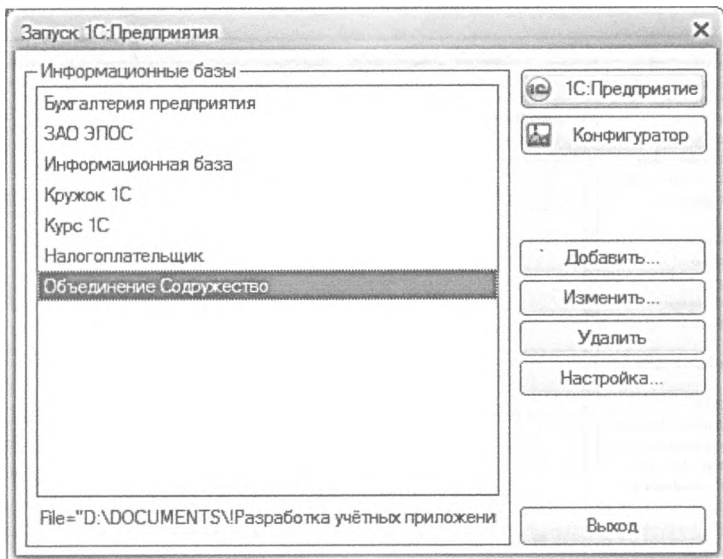 Запуск 1С:Предприятия
Информационные базы
Бухгалтерия предприятия
ЗАО ЭПОС
Информационная база
Кружок 1С
Курс 1С
Налогоплательщик
Объединение Содружество
File="D:\DOCUMENTS\!Разработка учётных приложени
1С:Предприятие
Конфигуратор
Добавить...
Изменить...
Удалить
Настройка...
Выход